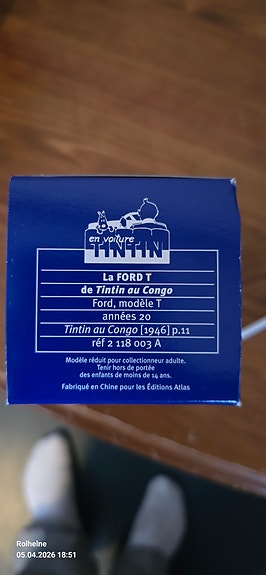 en voiture
TINTIN
La FORD T
de Tintin au Congo
Ford, modèle T
années 20
Tintin au Congo [1946] p.11
réf 2 118 003 A
Modèle réduit pour collectionneur adulte.
Tenir hors de portée
des enfants de moins de 14 ans.
Fabriqué en Chine pour les Éditions Atlas
Rolhelne
05.04.2026 18:51